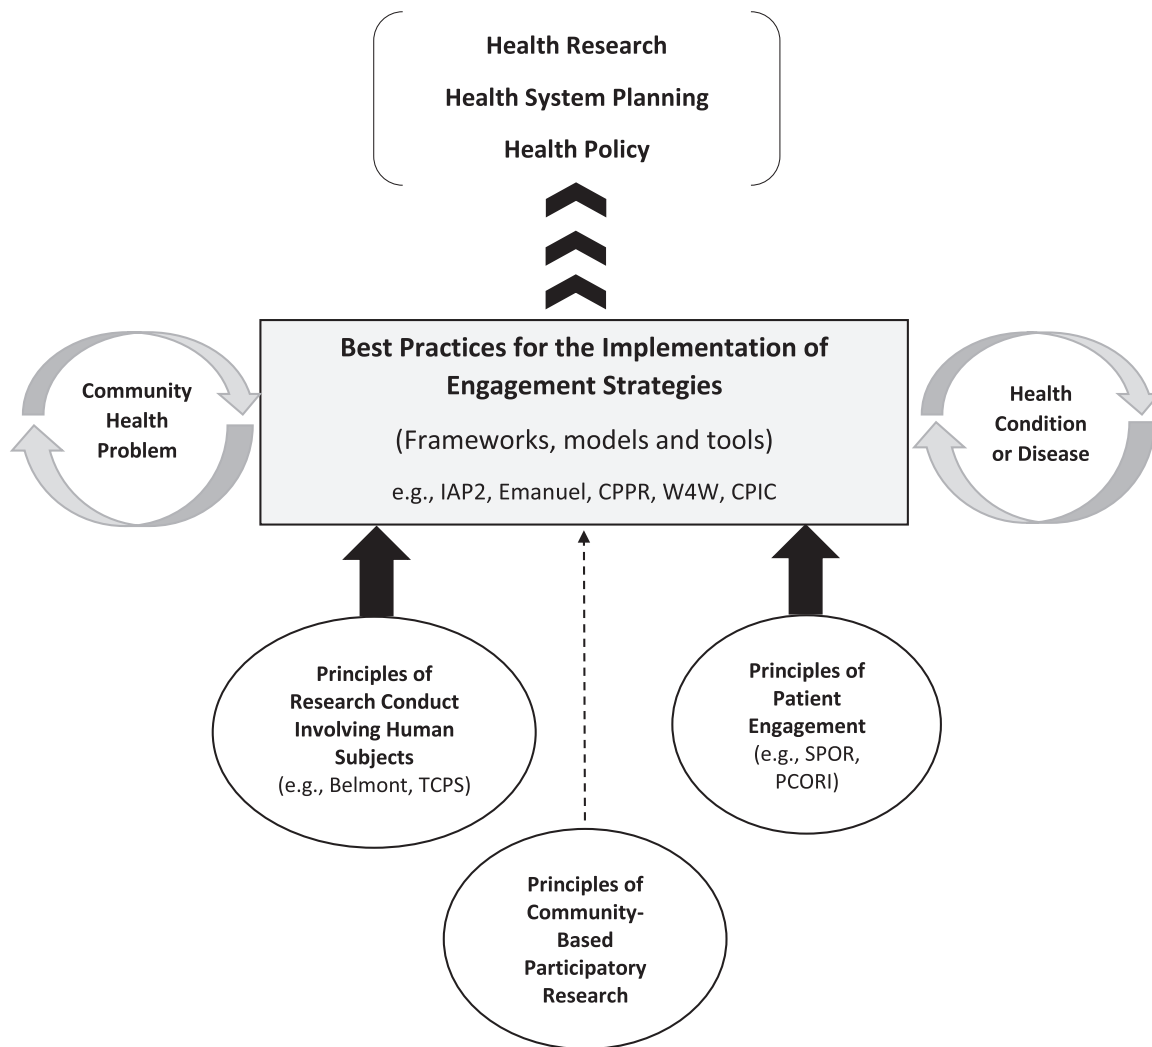 Health Research
Health System Planning
Health Policy
Best Practices for the Implementation of
Engagement Strategies
(Frameworks, models and tools)
e.g., IAP2, Emanuel, CPPR, W4W, CPIC
Community
Health
Problem
Health
Condition
or Disease
Principles of
Research Conduct
Involving Human
Subjects
(e.g., Belmont, TCPS)
Principles of
Patient
Engagement
(e.g., SPOR,
PCORI)
Principles of
Community-
Based
Participatory
Research